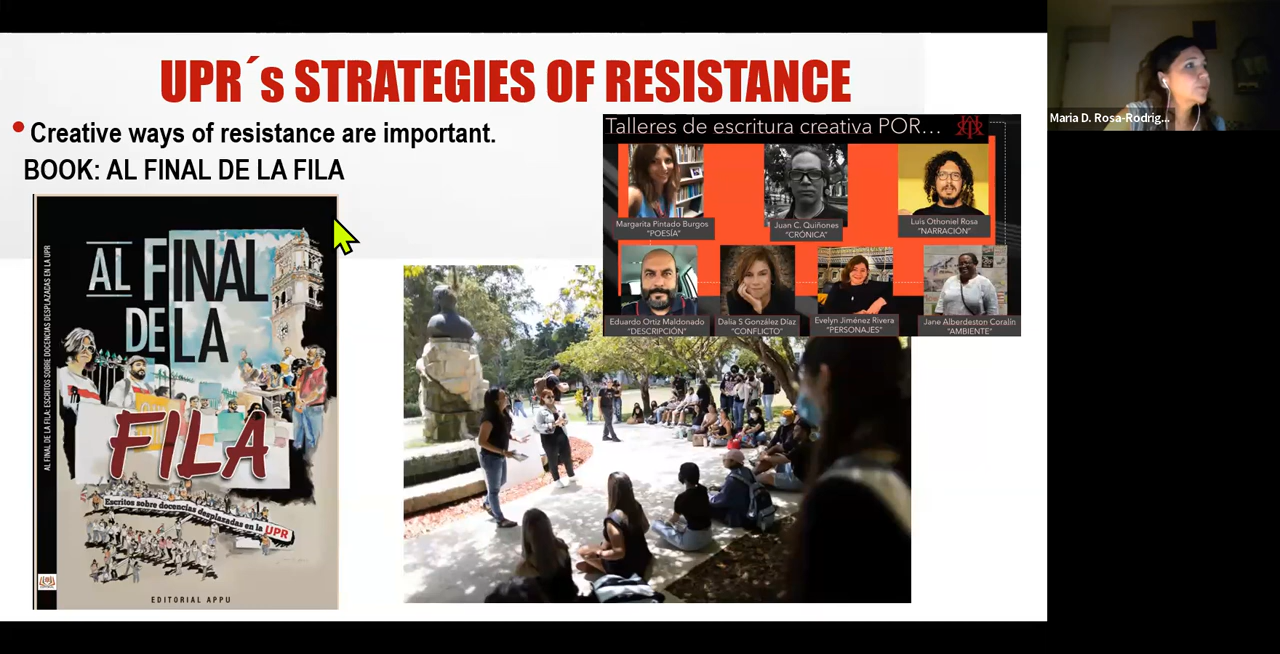 UPR´s STRATEGIES OF RESISTANCE
• Creative ways of resistance are important.
BOOK: AL FINAL DE LA FILA
AL FINAL
DE LA
FILA
Escritos sobre docencias desplazadas en la UPR
EDITORIAL APPU
AL FINAL DE LA FILA: ESCRITOS SOBRE DOCENCIAS DESPLAZADAS EN LA UPR
Talleres de escritura creativa POR...
Margarita Pintado Burgos
"POESÍA"
Juan C. Quiñones
"CRÓNICA"
Luis Othoniel Rosa
"NARRACIÓN"
Eduardo Ortiz Maldonado
"DESCRIPCIÓN"
Dalia S González Díaz
"CONFLICTO"
Evelyn Jiménez Rivera
"PERSONAJES"
Jane Alberdeston Coralin
"AMBIENTE"
Maria D. Rosa-Rodrig...